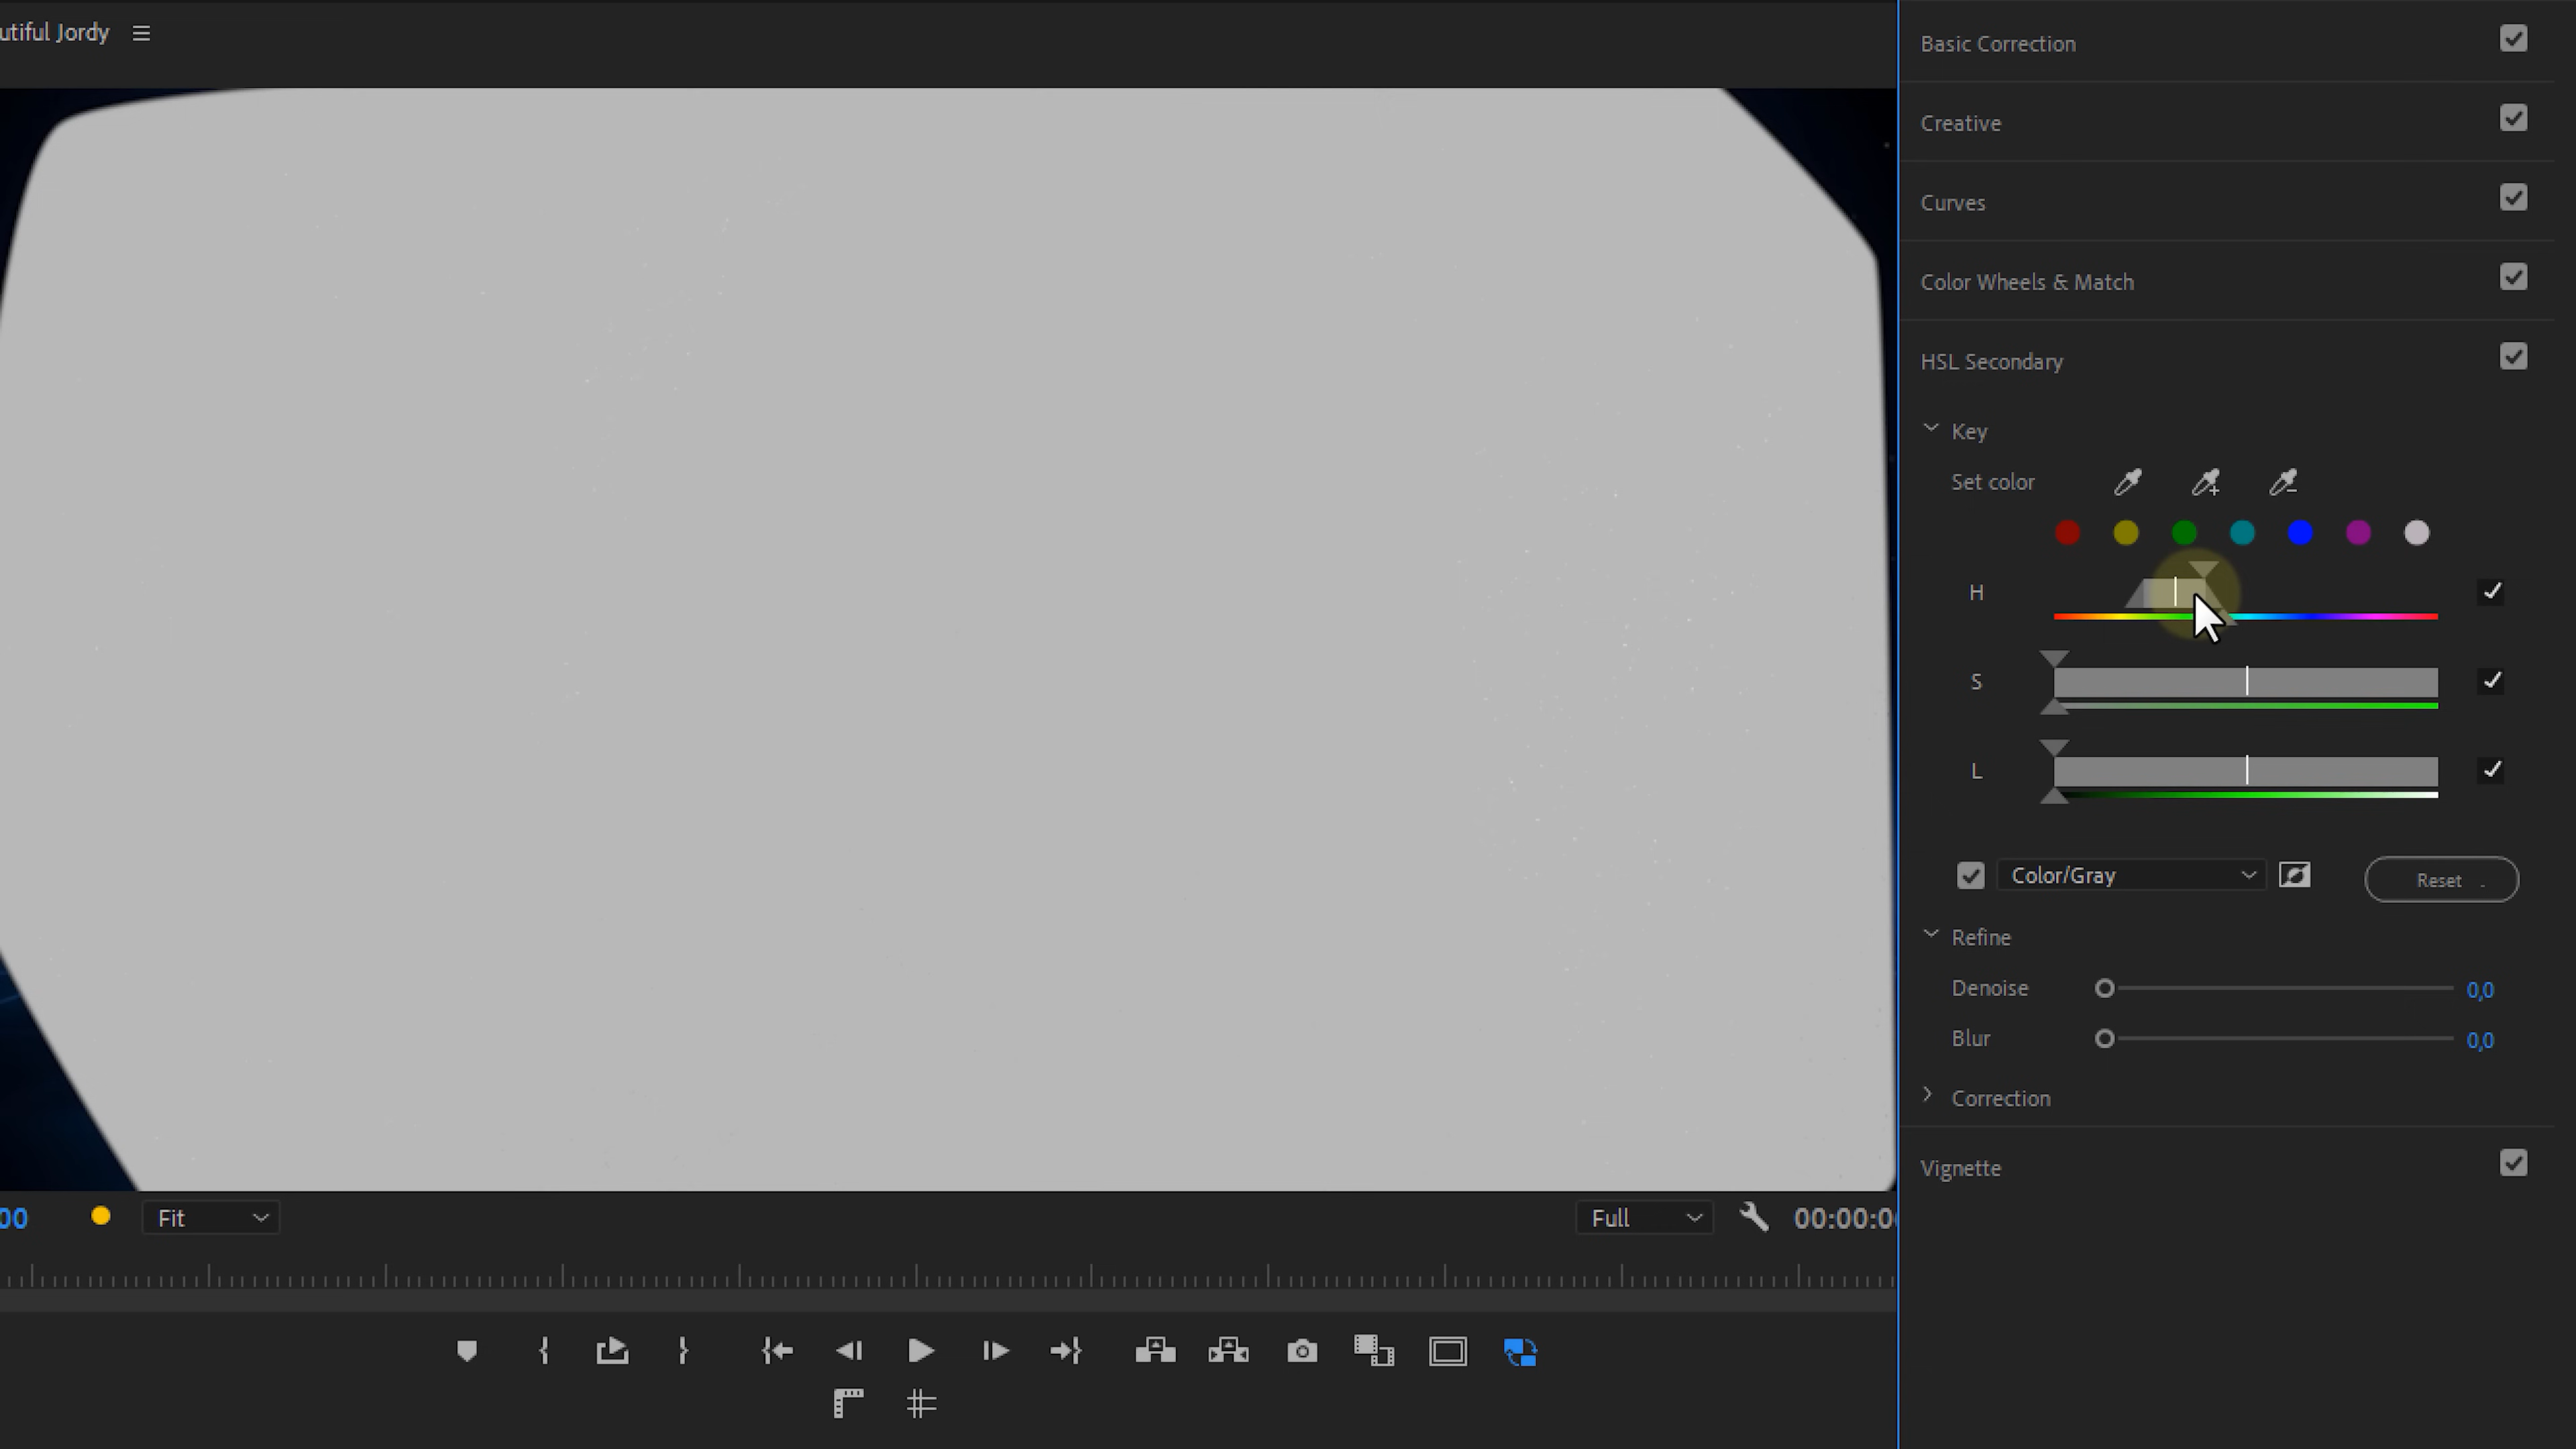 utiful Jordy
Basic Correction
Creative
Curves
Color Wheels & Match
HSL Secondary
Key
Set color
H
S
L
Color/Gray
Reset
Refine
Denoise
0,0
Blur
0,0
Correction
Vignette
00
Fit
Full
00:00:0